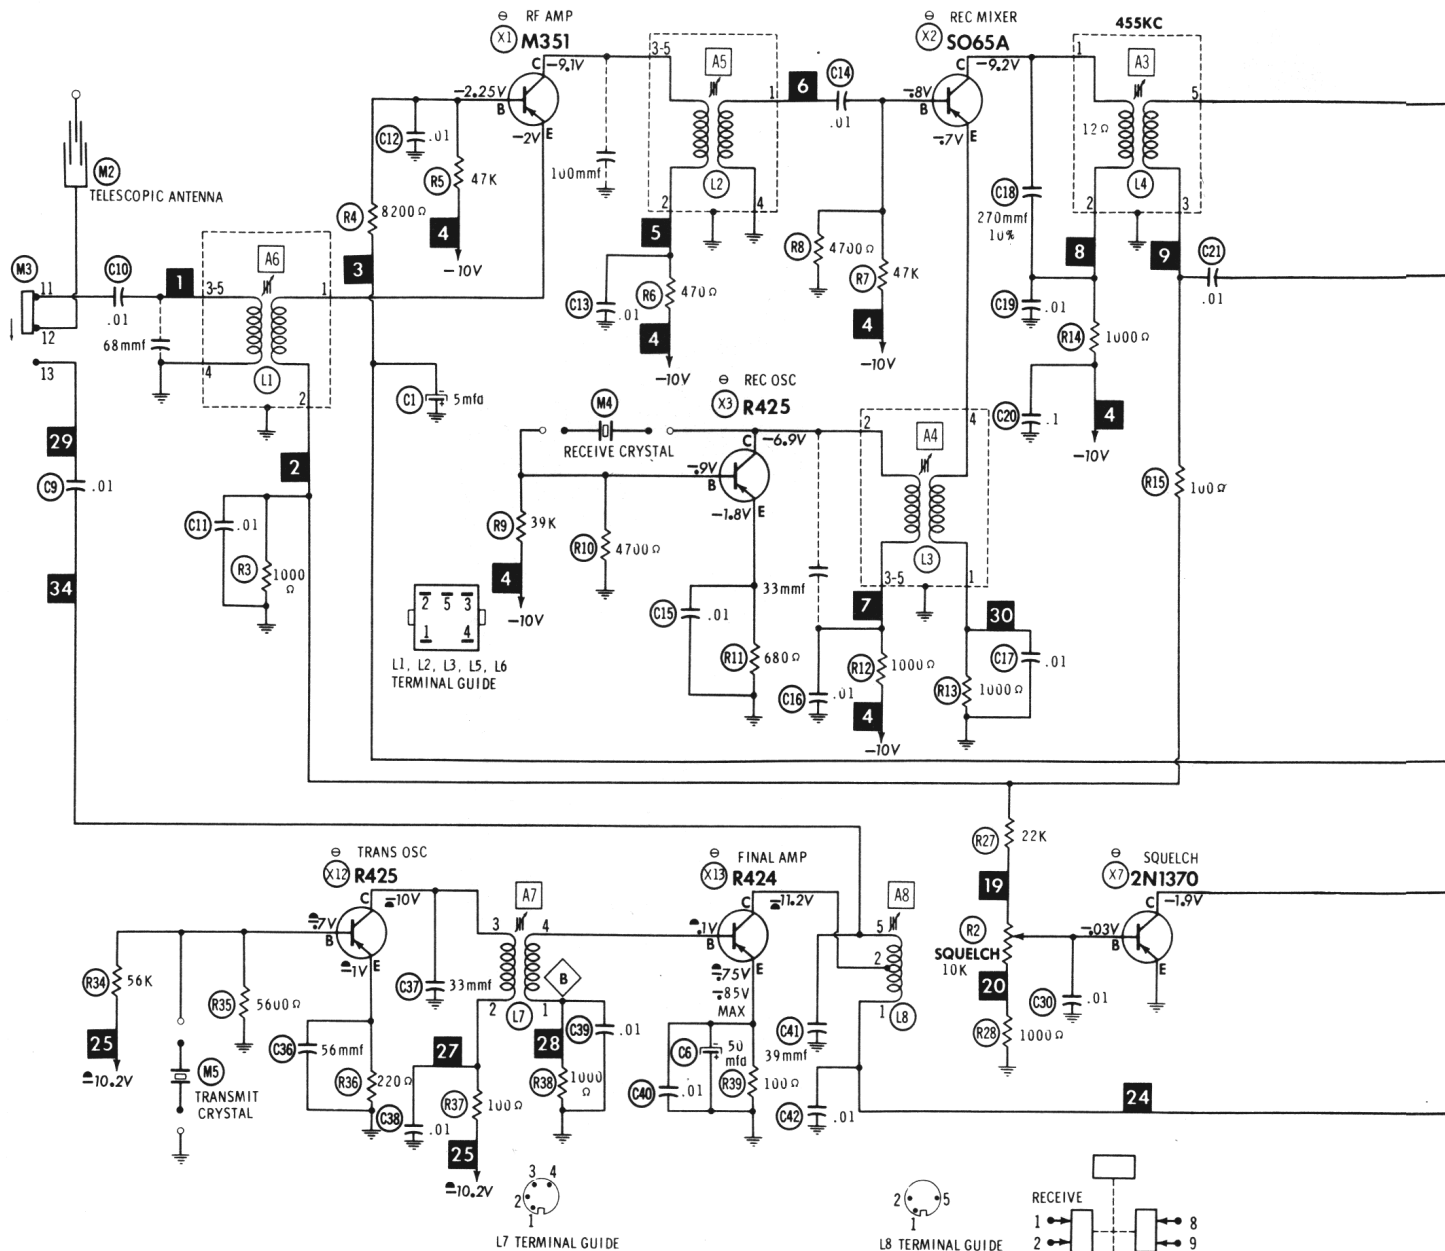 ⊖ RF AMP
X1 M351
⊖ REC MIXER
X2 SO65A
455KC
C
-9.1V
3-5
A5
6
C14
C
-9.2V
1
A3
-2.25V
B
1
-.8V
B
5
C12
.01
-2V
E
.01
-.7V
E
12Ω
M2
TELESCOPIC ANTENNA
R5
47K
100mmf
L2
C18
L4
R4
8200Ω
2
4
270mmf
10%
2
3
4
5
R8
4700Ω
8
9
C21
-10V
R7
47K
.01
M3
C10
1
A6
3
11
3-5
1
C13
.01
R6
470Ω
C19
.01
.01
12
68mmf
4
4
R14
1000Ω
13
4
L1
2
-10V
-10V
C1
5mfd
⊖ REC OSC
X3 R425
M4
RECEIVE CRYSTAL
C
-6.9V
2
A4
4
C20
.1
4
-10V
29
2
-.9V
B
C9
.01
R15
100Ω
C11
.01
R9
39K
-1.8V
E
R10
4700Ω
L3
R3
1000
Ω
4
2 5 3
1 4
33mmf
3-5
1
34
-10V
C15
.01
7
30
R11
680Ω
R12
1000Ω
C17
.01
L1, L2, L3, L5, L6
TERMINAL GUIDE
C16
.01
R13
1000Ω
4
-10V
R27
22K
⊖ TRANS OSC
X12 R425
⊖ FINAL AMP
X13 R424
⊖ SQUELCH
X7 2N1370
C
-10V
A7
C
-11.2V
A8
19
C
-1.9V
-.7V
B
3
4
-.1V
B
5
R2
SQUELCH
10K
-.03V
B
-1V
E
-.75V
E
2
R34
56K
R35
5600Ω
C37
33mmf
B
-.85V
MAX
20
C30
.01
2
L7
1
1
L8
25
C36
56mmf
27
28
C39
.01
C6
50
mfd
C41
39mmf
R28
1000Ω
-10.2V
M5
TRANSMIT
CRYSTAL
R36
220Ω
R37
100Ω
R38
1000
Ω
C40
.01
R39
100Ω
C38
.01
C42
.01
24
25
-10.2V
3 4
2
1
L7 TERMINAL GUIDE
2 5
1
L8 TERMINAL GUIDE
RECEIVE
1
8
2
9